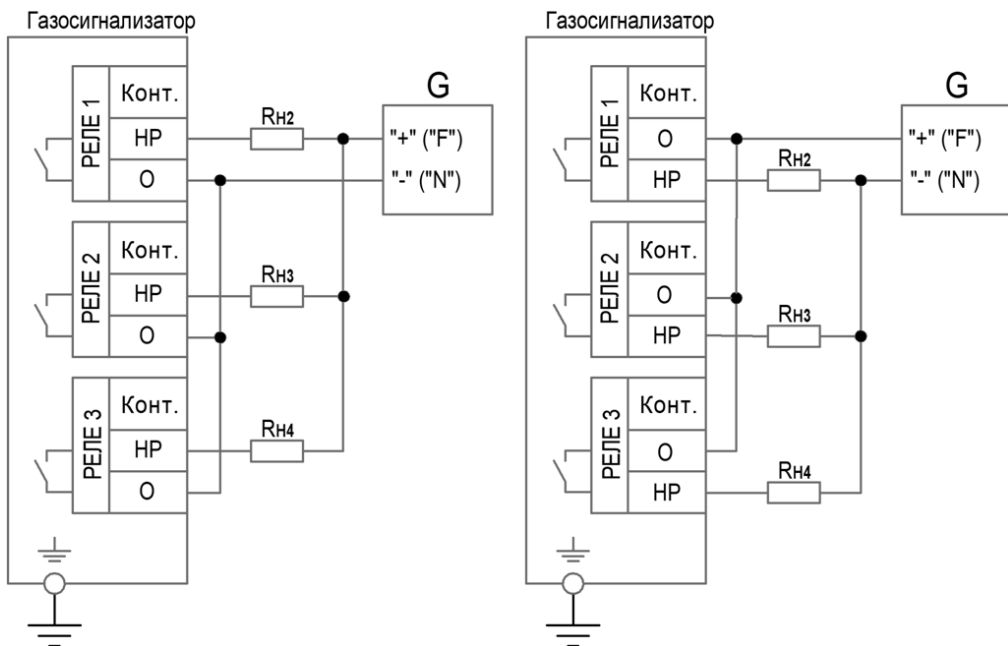 Газосигнализатор
РЕЛЕ 1
Конт.
НР
О
РЕЛЕ 2
Конт.
НР
О
РЕЛЕ 3
Конт.
НР
О
Rн2
Rн3
Rн4
G
"+" ("F")
"-" ("N")
Газосигнализатор
РЕЛЕ 1
Конт.
О
НР
РЕЛЕ 2
Конт.
О
НР
РЕЛЕ 3
Конт.
О
НР
Rн2
Rн3
Rн4
G
"+" ("F")
"-" ("N")